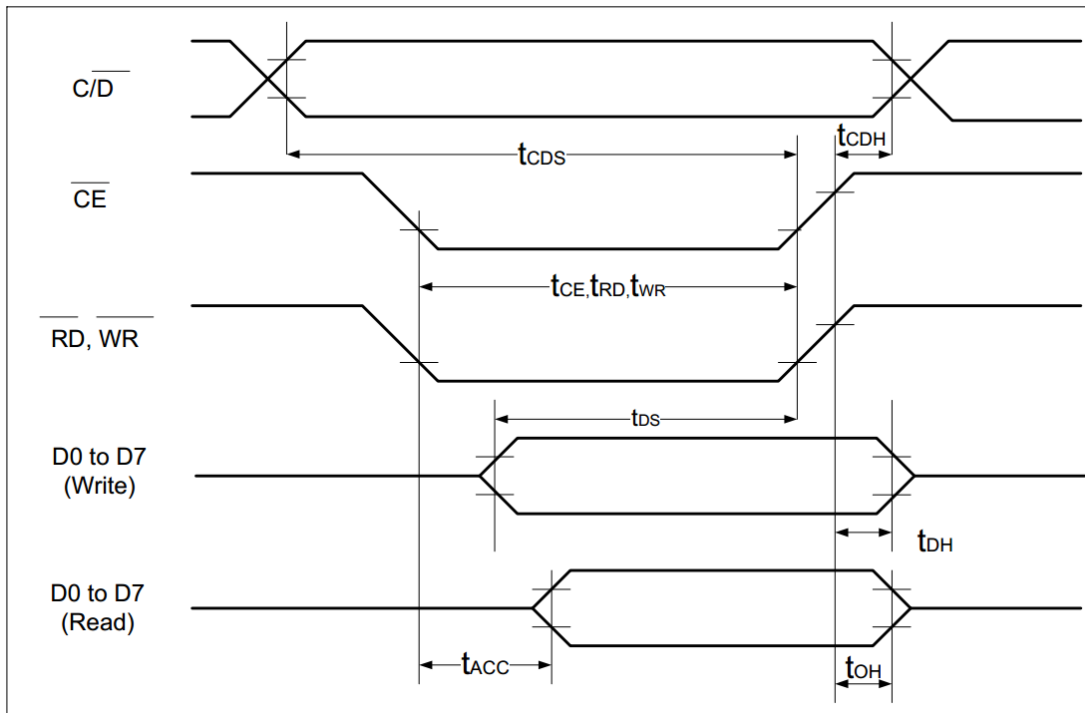 C/D
tCDH
tCDS
CE
tCE,tRD,tWR
RD, WR
tDS
D0 to D7
(Write)
tDH
D0 to D7
(Read)
tACC
tOH